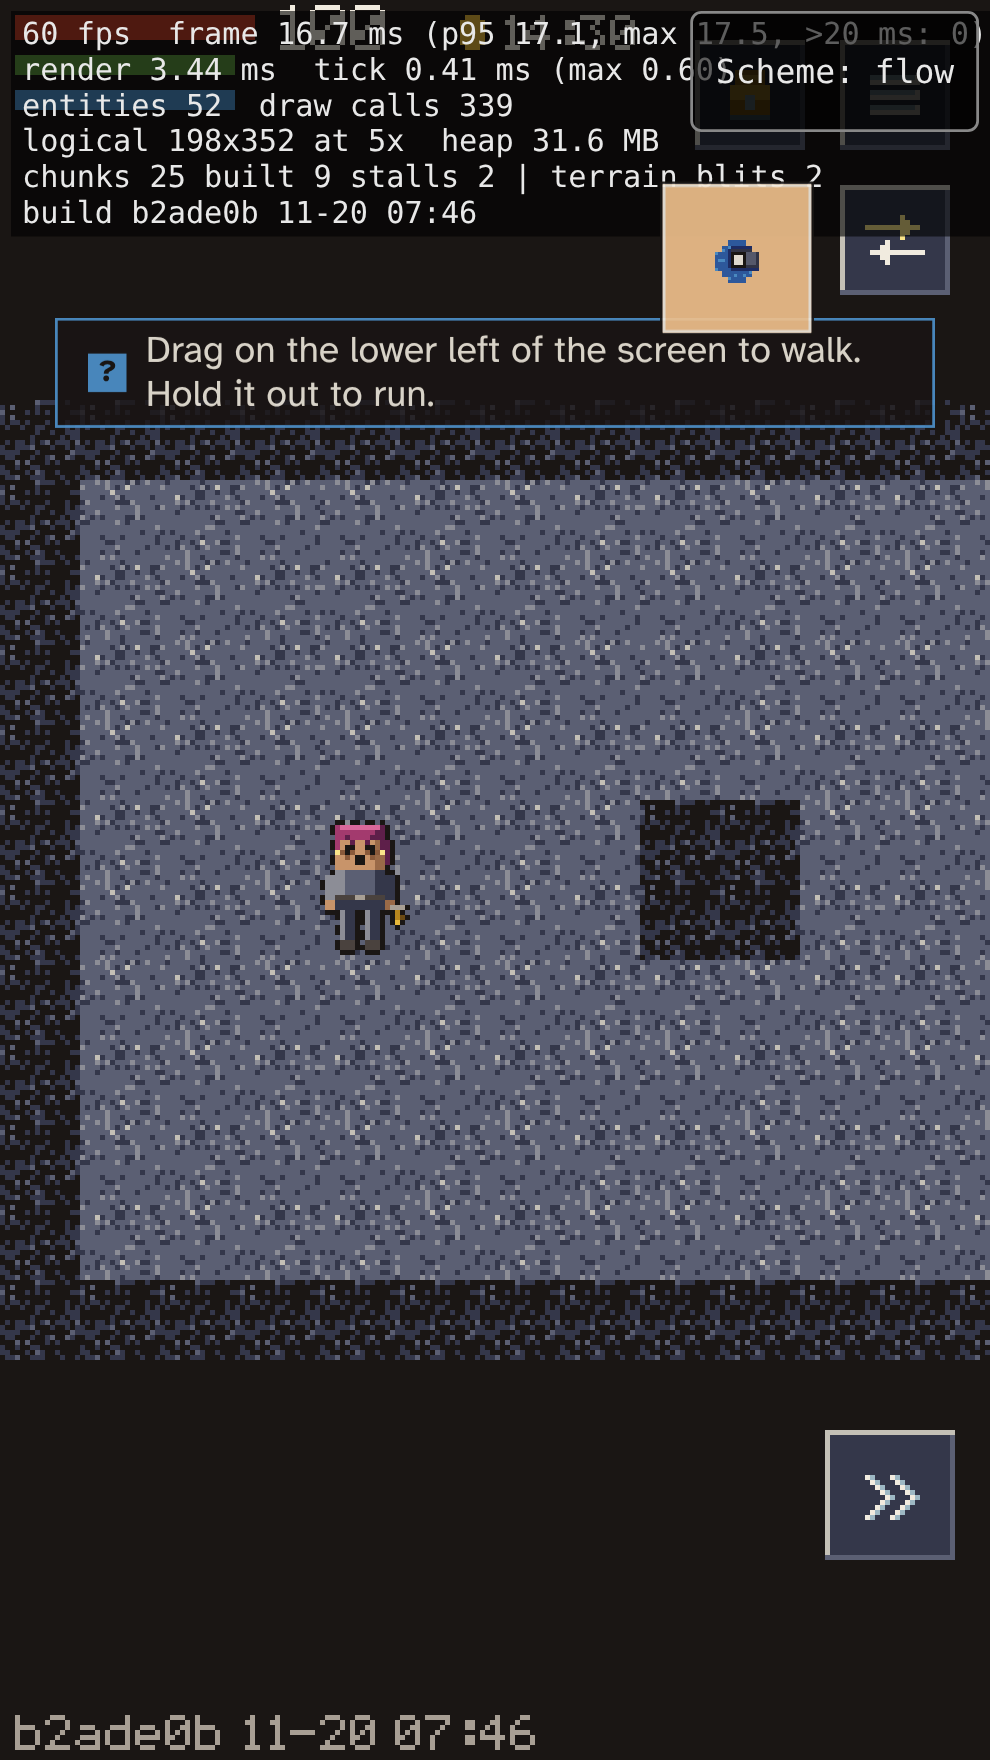 60 fps  frame 16.7 ms (p95 17.1, max 17.5, >20 ms: 0)
render 3.44 ms  tick 0.41 ms (max 0.60)
Scheme: flow
entities 52  draw calls 339
logical 198x352 at 5x  heap 31.6 MB
chunks 25 built 9 stalls 2 | terrain blits 2
build b2ade0b 11-20 07:46
?
Drag on the lower left of the screen to walk.
Hold it out to run.
b2ade0b 11-20 07:46